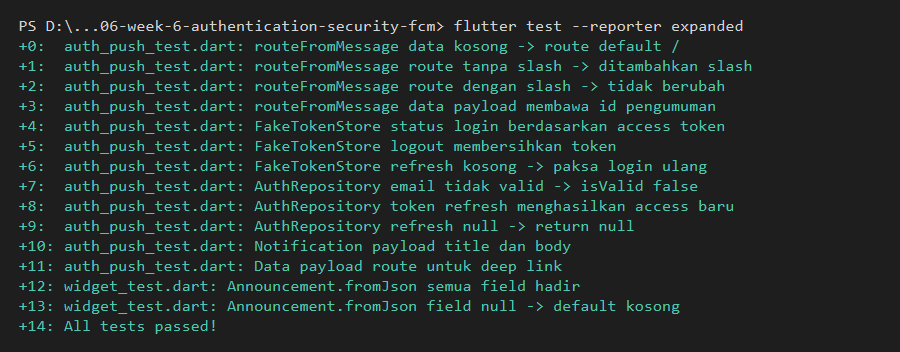 PS D:\...06-week-6-authentication-security-fcm> flutter test --reporter expanded
+0:  auth_push_test.dart: routeFromMessage data kosong -> route default /
+1:  auth_push_test.dart: routeFromMessage route tanpa slash -> ditambahkan slash
+2:  auth_push_test.dart: routeFromMessage route dengan slash -> tidak berubah
+3:  auth_push_test.dart: routeFromMessage data payload membawa id pengumuman
+4:  auth_push_test.dart: FakeTokenStore status login berdasarkan access token
+5:  auth_push_test.dart: FakeTokenStore logout membersihkan token
+6:  auth_push_test.dart: FakeTokenStore refresh kosong -> paksa login ulang
+7:  auth_push_test.dart: AuthRepository email tidak valid -> isValid false
+8:  auth_push_test.dart: AuthRepository token refresh menghasilkan access baru
+9:  auth_push_test.dart: AuthRepository refresh null -> return null
+10: auth_push_test.dart: Notification payload title dan body
+11: auth_push_test.dart: Data payload route untuk deep link
+12: widget_test.dart: Announcement.fromJson semua field hadir
+13: widget_test.dart: Announcement.fromJson field null -> default kosong
+14: All tests passed!